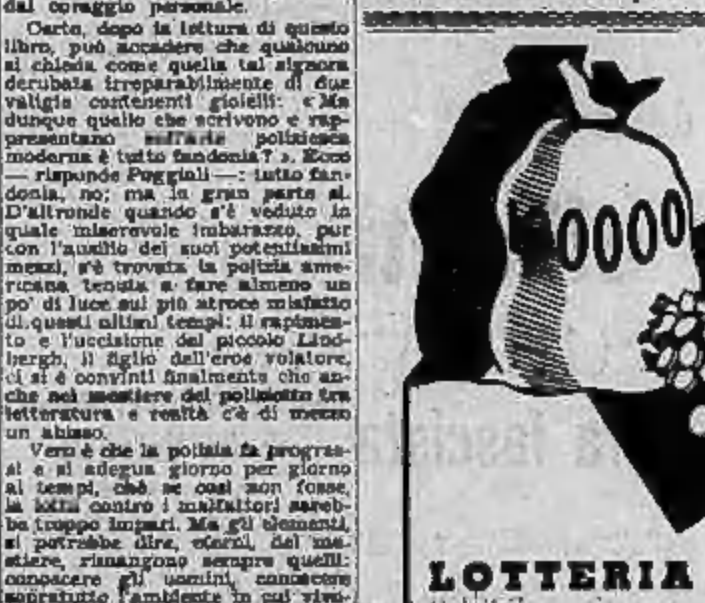 dal coraggio personale.
Certo, dopo la lettura di questo
libro, può accadere che qualcuno
si chieda come quella tal signora
derubata irreparabilmente di due
valigie contenenti gioielli: « Ma
dunque quello che scrivono e rap-
presentano sull'arte poliziesca
moderna è tutto fandonia? ». Ecco
— risponde Poggioli —: tutto fan-
donia, no; ma in gran parte sì.
D'altronde quando s'è veduto in
quale miserevole imbarazzo, pur
con l'ausilio dei suoi potentissimi
mezzi, s'è trovata la polizia ame-
ricana tenuta a fare almeno un
po' di luce sul più atroce misfatto
di questi ultimi tempi: il rapimen-
to e l'uccisione del piccolo Lind-
bergh, il figlio dell'eroe volatore,
ci si è convinti finalmente che an-
che nel mestiere del poliziotto tra
letteratura e realtà c'è di mezzo
un abisso.
Vero è che la polizia fa progres-
si e si adegua giorno per giorno
ai tempi, chè se così non fosse,
la lotta contro i malfattori sareb-
be troppo impari. Ma gli elementi,
si potrebbe dire, eterni, del me-
stiere, rimangono sempre quelli:
conoscere gli uomini, conoscere
soprattutto l'ambiente in cui vivo-
0000
LOTTERIA